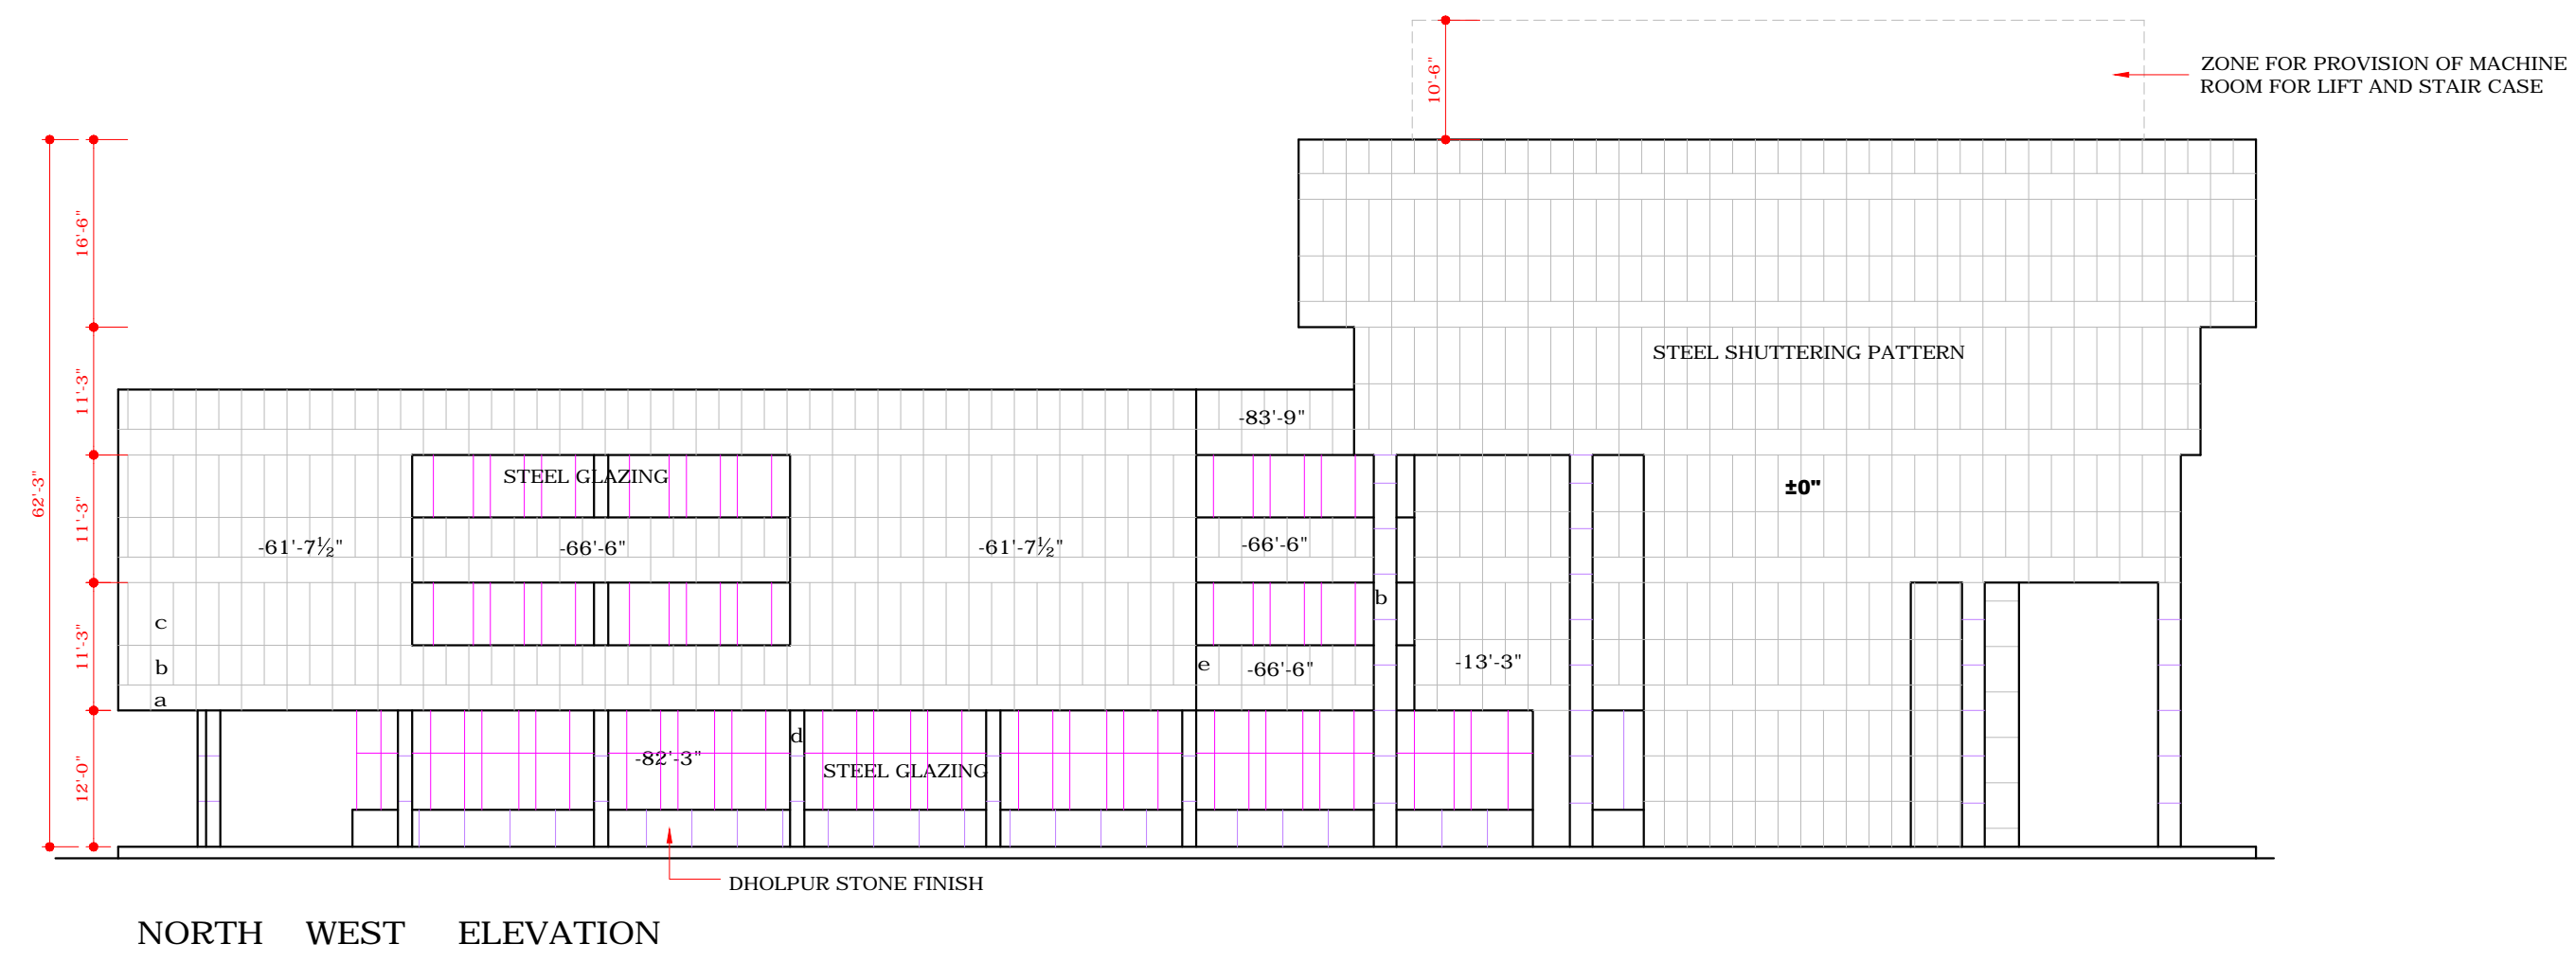 10'-6"
ZONE FOR PROVISION OF MACHINE
ROOM FOR LIFT AND STAIR CASE
16'-6"
STEEL SHUTTERING PATTERN
11'-3"
-83'-9"
STEEL GLAZING
±0"
62'-3"
11'-3"
-61'-7½"
-66'-6"
-61'-7½"
-66'-6"
b
c
11'-3"
b
e
-66'-6"
-13'-3"
a
d
-82'-3"
STEEL GLAZING
12'-0"
DHOLPUR STONE FINISH
NORTH WEST ELEVATION